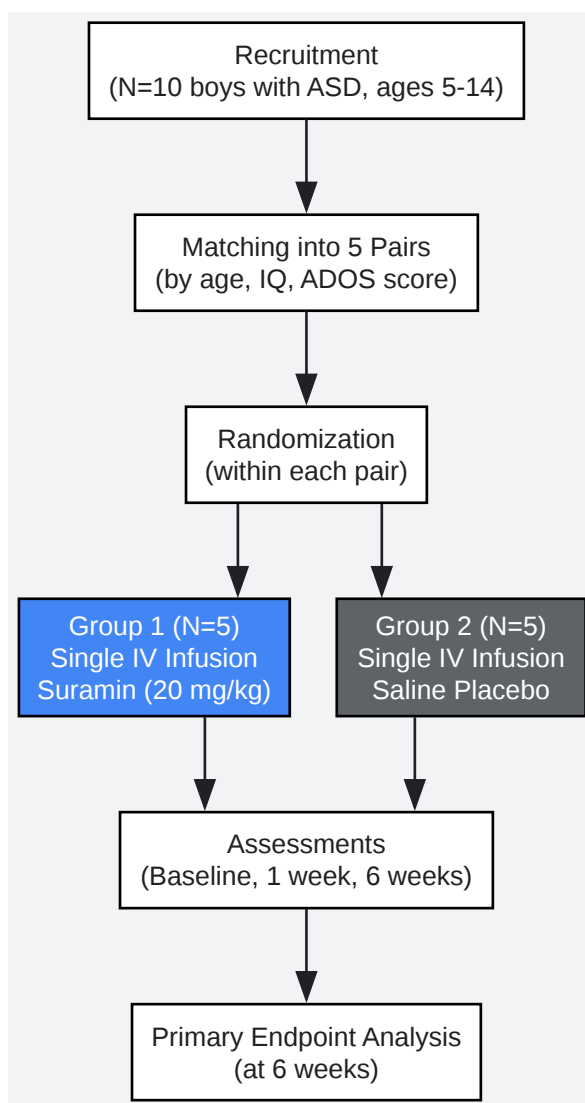 Recruitment
(N=10 boys with ASD, ages 5-14)
Matching into 5 Pairs
(by age, IQ, ADOS score)
Randomization
(within each pair)
Group 1 (N=5)
Single IV Infusion
Suramin (20 mg/kg)
Group 2 (N=5)
Single IV Infusion
Saline Placebo
Assessments
(Baseline, 1 week, 6 weeks)
Primary Endpoint Analysis
(at 6 weeks)